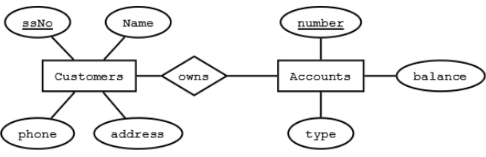 ssNo
Name
number
Customers
owns
Accounts
balance
phone
address
type